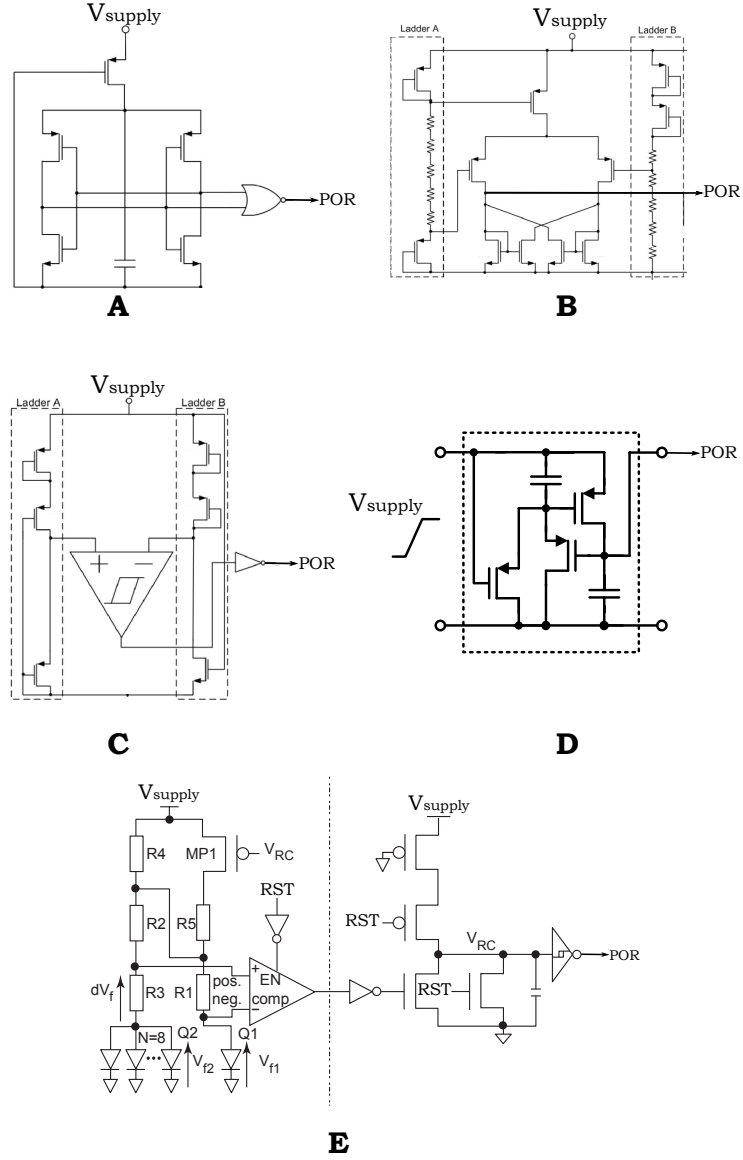 Vsupply
POR
A
Ladder A
Vsupply
Ladder B
POR
B
Ladder A
Vsupply
Ladder B
+ −
POR
C
Vsupply
POR
D
Vsupply
R4
MP1
VRC
R2
R5
RST
dVf
R3
R1
pos.
neg.
+
EN
comp
−
N=8
Q2
Vf2
Q1
Vf1
Vsupply
RST
VRC
RST
POR
E